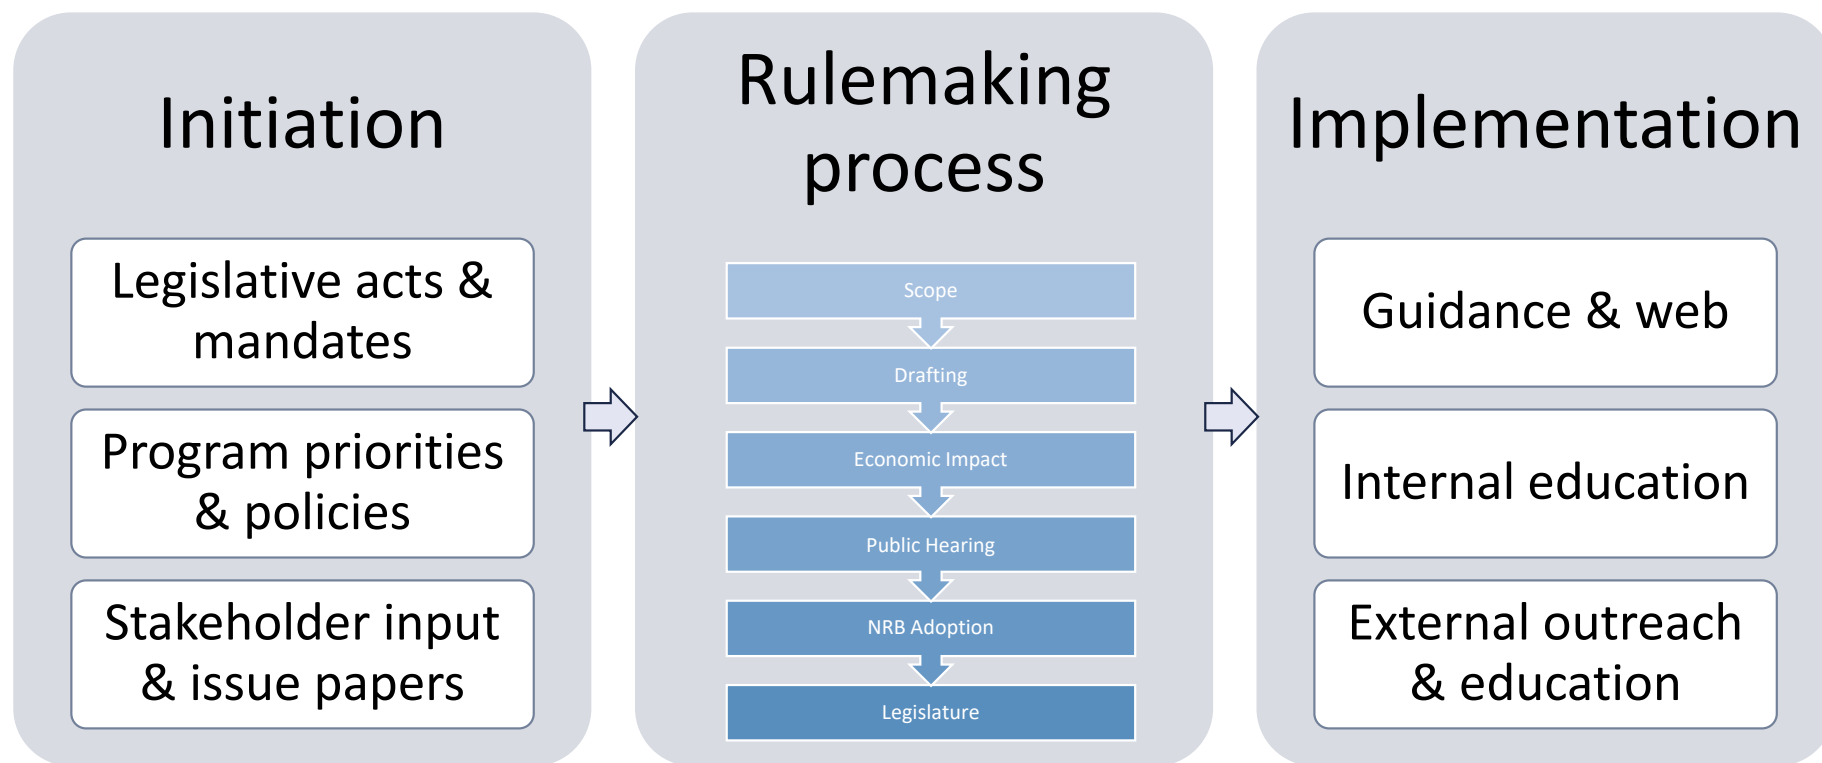 Initiation
Legislative acts &
mandates
Program priorities
& policies
Stakeholder input
& issue papers
Rulemaking
process
Scope
Drafting
Economic Impact
Public Hearing
NRB Adoption
Legislature
Implementation
Guidance & web
Internal education
External outreach
& education